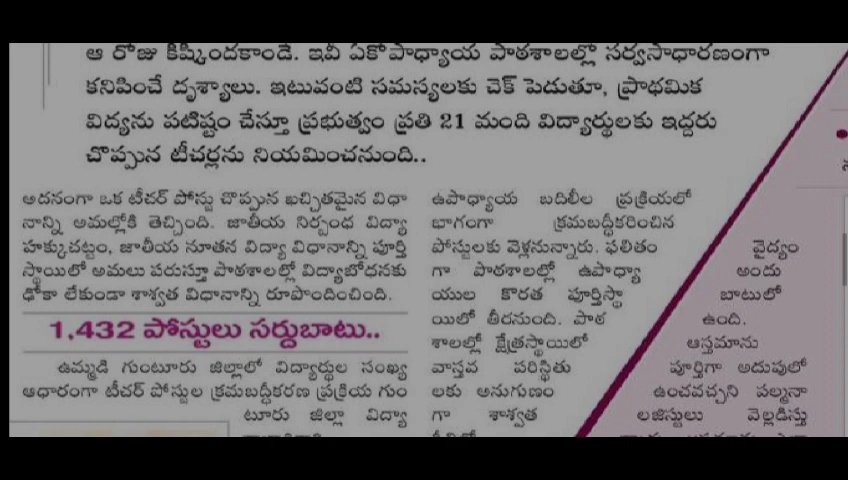 ఆ రోజు కిష్కిందకాండే. ఇవీ ఏకోపాధ్యాయ పాఠశాలల్లో సర్వసాధారణంగా
కనిపించే దృశ్యాలు. ఇటువంటి సమస్యలకు చెక్ పెడుతూ, ప్రాథమిక
విద్యను పటిష్టం చేస్తూ ప్రభుత్వం ప్రతి 21 మంది విద్యార్థులకు ఇద్దరు
చొప్పున టీచర్లను నియమించనుంది..
అదనంగా ఒక టీచర్ పోస్టు చొప్పున ఖచ్చితమైన విధా
నాన్ని అమల్లోకి తెచ్చింది. జాతీయ నిర్బంధ విద్యా
హక్కుచట్టం, జాతీయ నూతన విద్యా విధానాన్ని పూర్తి
స్థాయిలో అమలు పరుస్తూ పాఠశాలల్లో విద్యాబోధనకు
ఢోకా లేకుండా శాశ్వత విధానాన్ని రూపొందించింది.
1,432 పోస్టులు సర్దుబాటు..
ఉమ్మడి గుంటూరు జిల్లాలో విద్యార్థుల సంఖ్య
ఆధారంగా టీచర్ పోస్టుల క్రమబద్ధీకరణ ప్రక్రియ గుం
టూరు జిల్లా విద్యా
ఉపాధ్యాయ బదిలీల ప్రక్రియలో
భాగంగా క్రమబద్ధీకరించిన
పోస్టులకు వెళ్లనున్నారు. ఫలితం
గా పాఠశాలల్లో ఉపాధ్యా
యుల కొరత పూర్తిస్థా
యిలో తీరనుంది. పాఠ
శాలల్లో క్షేత్రస్థాయిలో
వాస్తవ పరిస్థితు
లకు అనుగుణం
గా శాశ్వత
వైద్యం
అందు
బాటులో
ఉంది.
ఆస్తమాను
పూర్తిగా అదుపులో
ఉంచవచ్చని పల్మనా
లజిస్టులు వెల్లడిస్తు